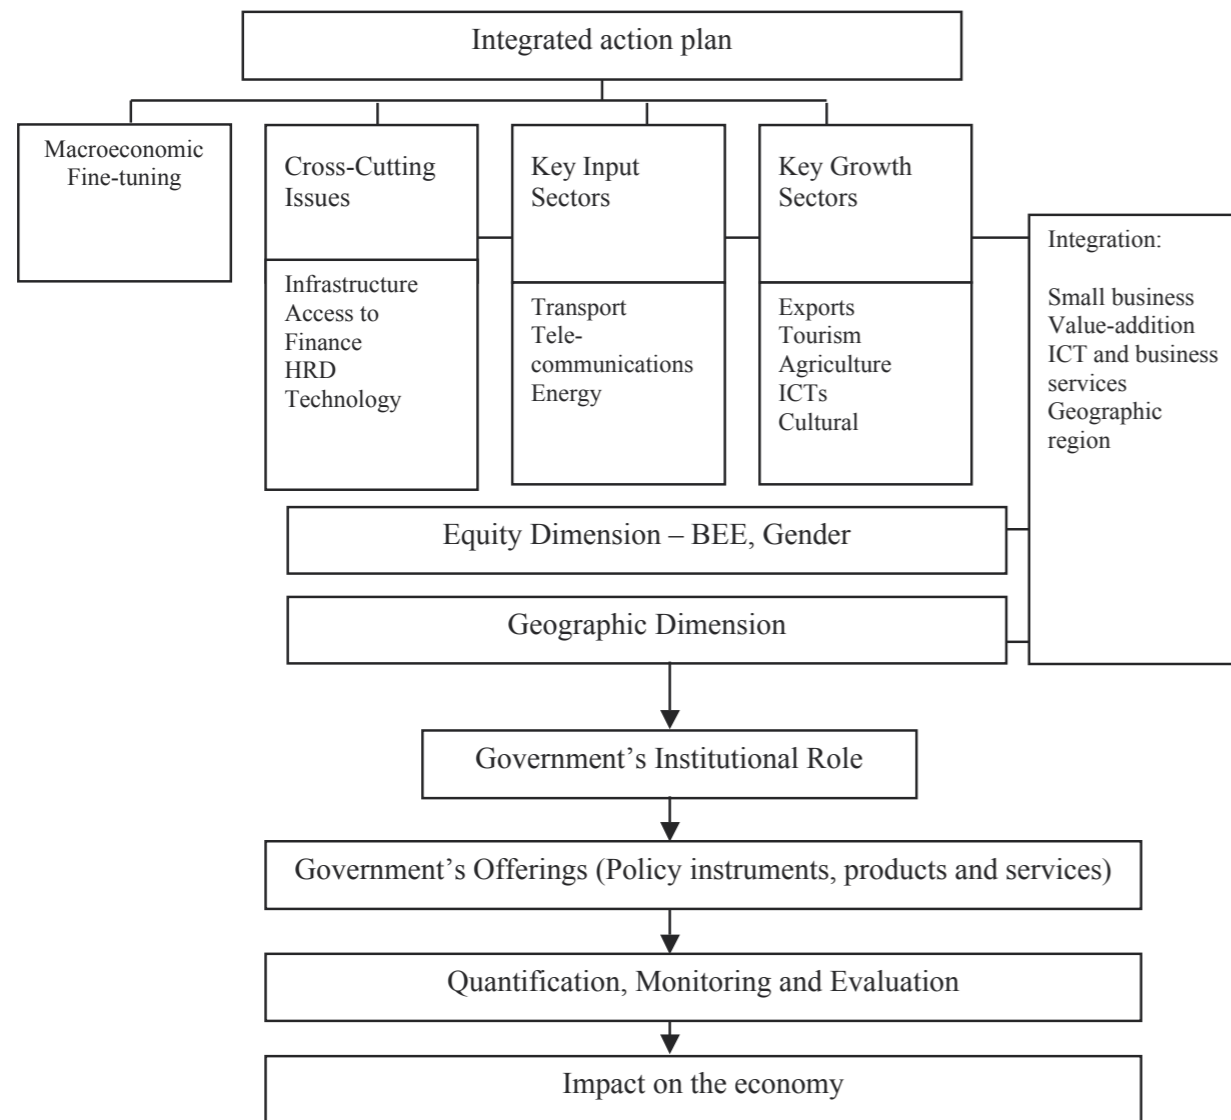 Integrated action plan
Macroeconomic
Fine-tuning
Cross-Cutting
Issues
Infrastructure
Access to
Finance
HRD
Technology
Key Input
Sectors
Transport
Tele-
communications
Energy
Key Growth
Sectors
Exports
Tourism
Agriculture
ICTs
Cultural
Integration:
Small business
Value-addition
ICT and business
services
Geographic
region
Equity Dimension – BEE, Gender
Geographic Dimension
Government’s Institutional Role
Government’s Offerings (Policy instruments, products and services)
Quantification, Monitoring and Evaluation
Impact on the economy